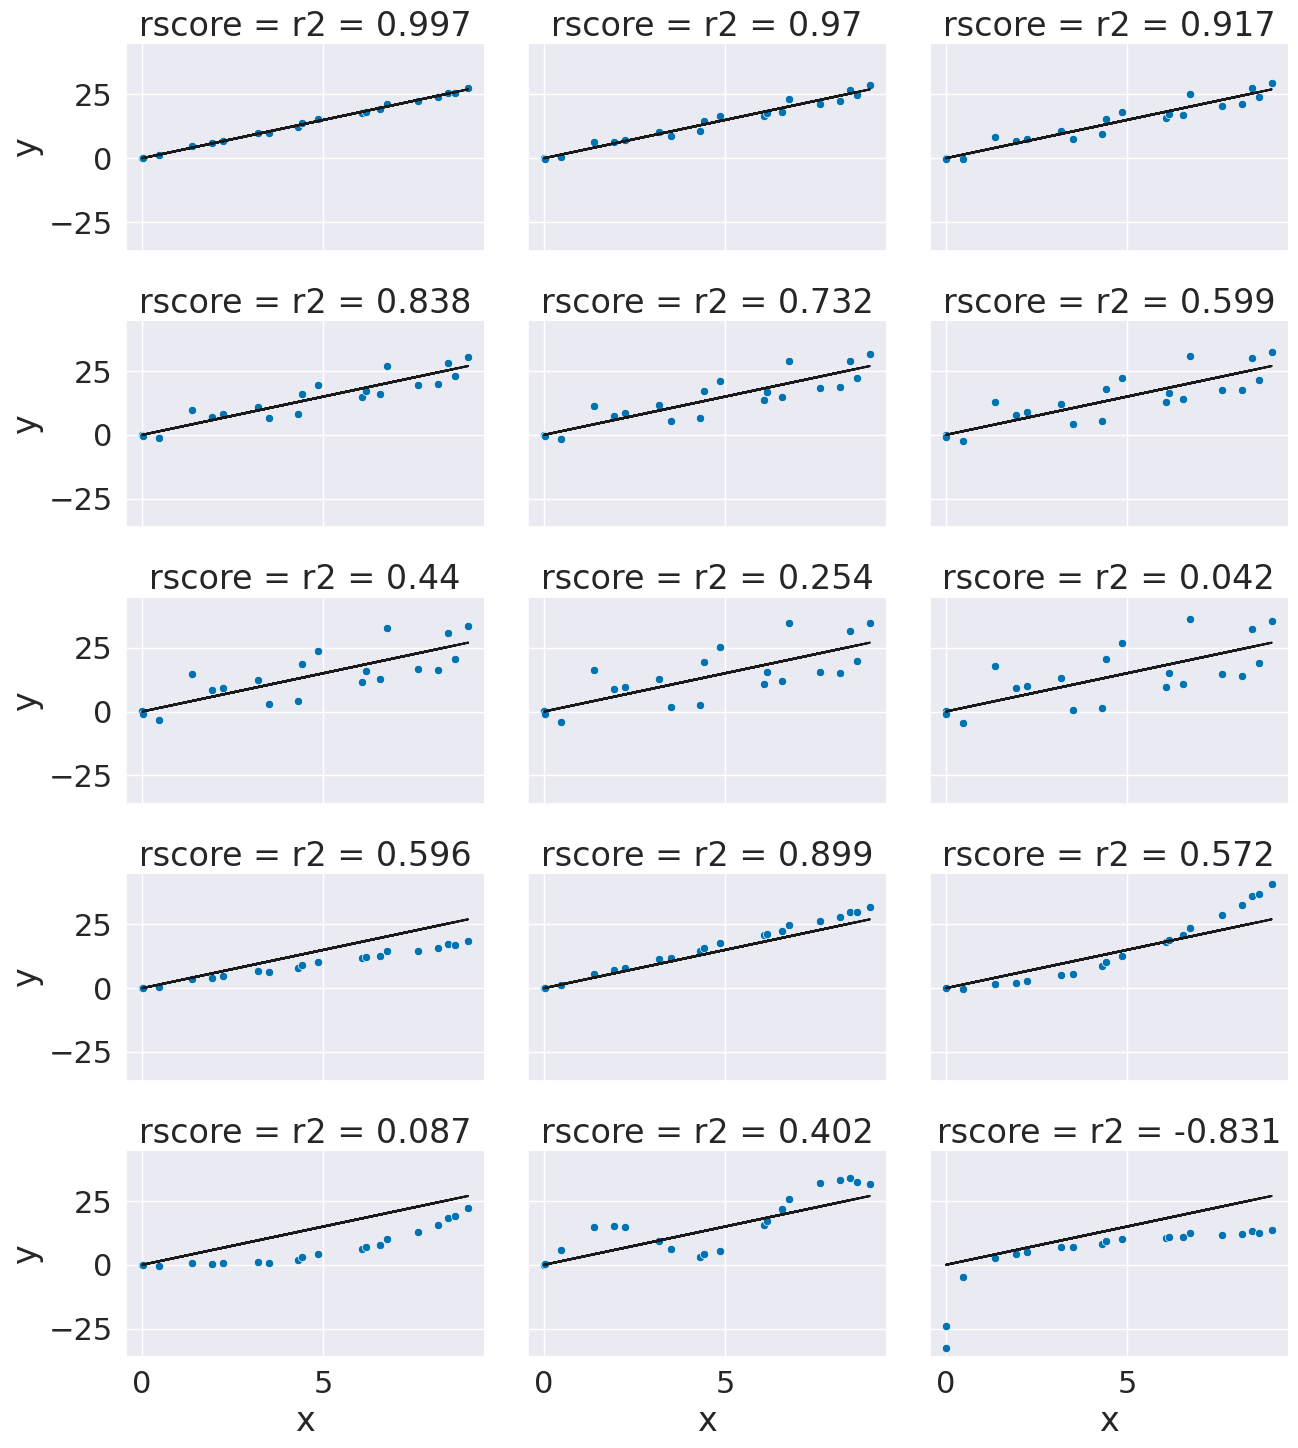 rscore = r2 = 0.997 rscore = r2 = 0.97 rscore = r2 = 0.917
25
0
−25
y
rscore = r2 = 0.838 rscore = r2 = 0.732 rscore = r2 = 0.599
25
0
−25
y
rscore = r2 = 0.44 rscore = r2 = 0.254 rscore = r2 = 0.042
25
0
−25
y
rscore = r2 = 0.596 rscore = r2 = 0.899 rscore = r2 = 0.572
25
0
−25
y
rscore = r2 = 0.087 rscore = r2 = 0.402 rscore = r2 = -0.831
25
0
−25
y
0 5 0 5 0 5
x x x